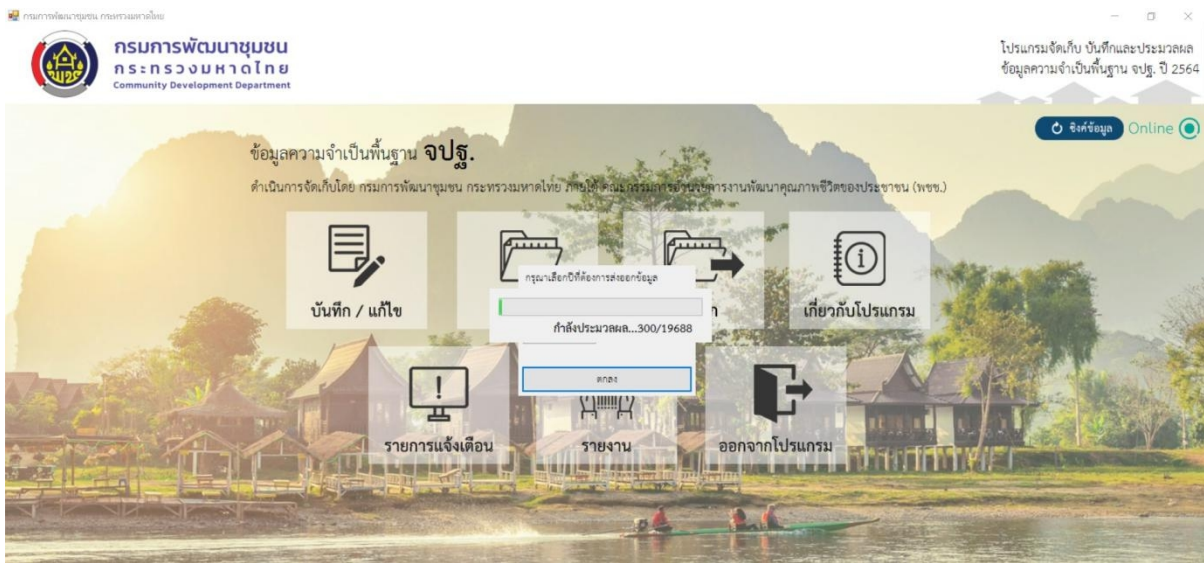 กรมการพัฒนาชุมชน กระทรวงมหาดไทย
กรมการพัฒนาชุมชน
กระทรวงมหาดไทย
Community Development Department
โปรแกรมจัดเก็บ บันทึกและประมวลผล
ข้อมูลความจำเป็นพื้นฐาน จปฐ. ปี 2564
ซิงค์ข้อมูล Online
ข้อมูลความจำเป็นพื้นฐาน จปฐ.
ดำเนินการจัดเก็บโดย กรมการพัฒนาชุมชน กระทรวงมหาดไทย ภายใต้ คณะกรรมการอำนวยการงานพัฒนาคุณภาพชีวิตของประชาชน (พชช.)
กรุณาเลือกปีที่ต้องการส่งออกข้อมูล
บันทึก / แก้ไข
เกี่ยวกับโปรแกรม
กำลังประมวลผล...300/19688
ตกลง
รายการแจ้งเตือน
รายงาน
ออกจากโปรแกรม